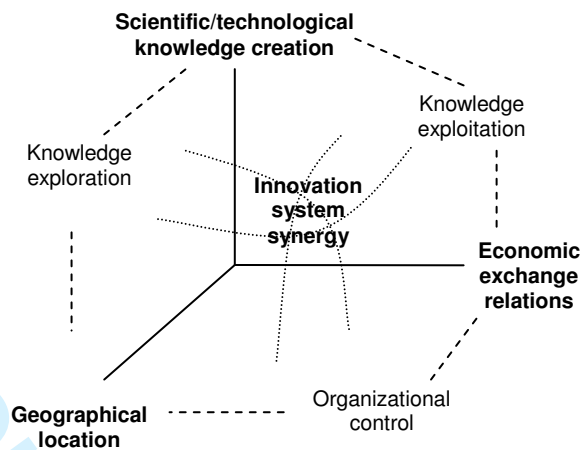 Scientific/technological
knowledge creation
Knowledge
exploitation
Knowledge
exploration
Innovation
system
synergy
Economic
exchange
relations
Organizational
control
Geographical
location